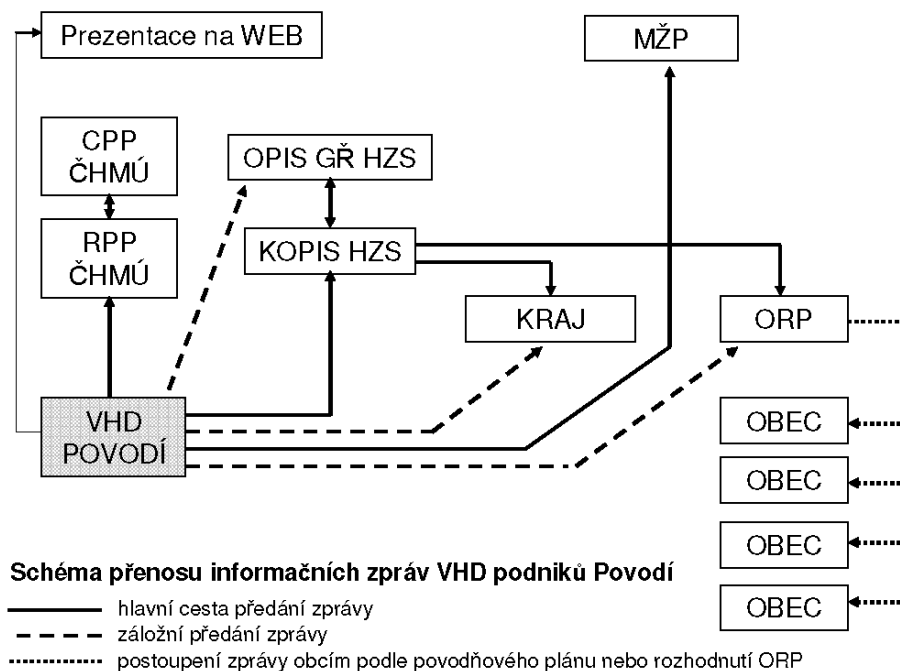 Prezentace na WEB
MŽP
CPP
ČHMÚ
OPIS GŘ HZS
RPP
ČHMÚ
KOPIS HZS
KRAJ
ORP
VHD
POVODÍ
OBEC
OBEC
OBEC
OBEC
Schéma přenosu informačních zpráv VHD podniků Povodí
hlavní cesta předání zprávy
záložní předání zprávy
postoupení zprávy obcím podle povodňového plánu nebo rozhodnutí ORP